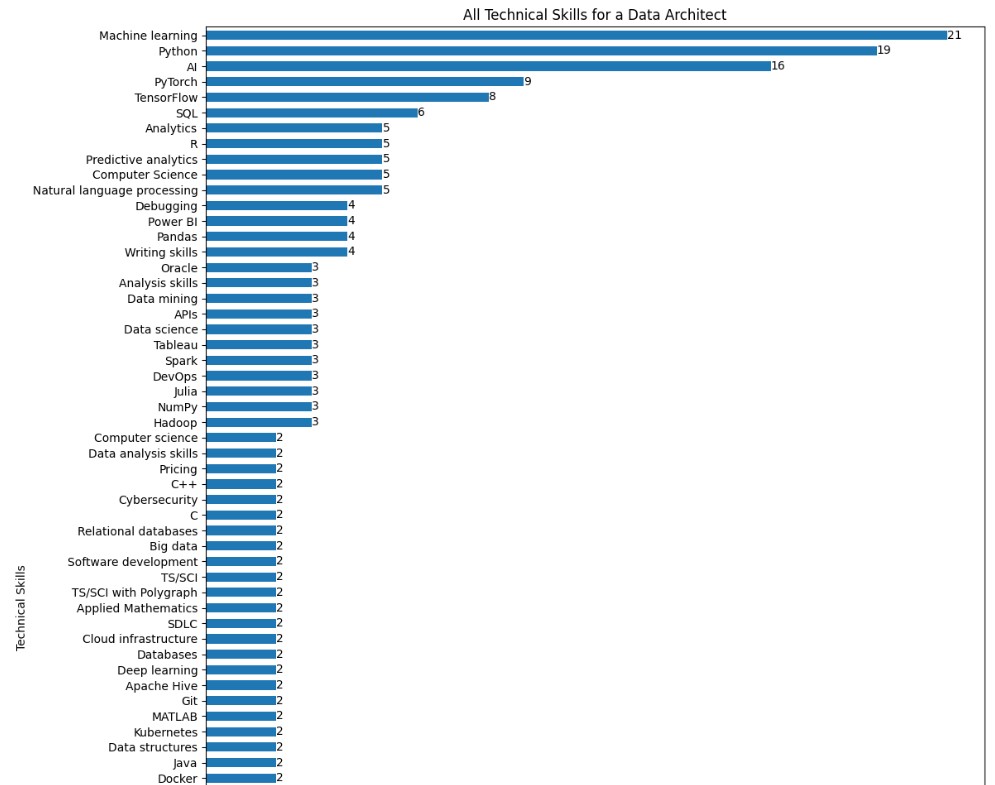 All Technical Skills for a Data Architect
Machine learning 21
Python 19
AI 16
PyTorch 9
TensorFlow 8
SQL 6
Analytics 5
R 5
Predictive analytics 5
Computer Science 5
Natural language processing 5
Debugging 4
Power BI 4
Pandas 4
Writing skills 4
Oracle 3
Analysis skills 3
Data mining 3
APIs 3
Data science 3
Tableau 3
Spark 3
DevOps 3
Julia 3
NumPy 3
Hadoop 3
Computer science 2
Data analysis skills 2
Pricing 2
C++ 2
Cybersecurity 2
C 2
Relational databases 2
Big data 2
Software development 2
TS/SCI 2
TS/SCI with Polygraph 2
Applied Mathematics 2
SDLC 2
Cloud infrastructure 2
Databases 2
Deep learning 2
Apache Hive 2
Git 2
MATLAB 2
Kubernetes 2
Data structures 2
Java 2
Docker 2
Technical Skills